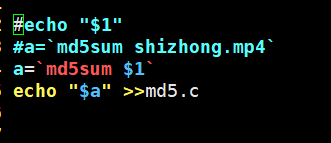 #echo "$1"
#a=`md5sum shizhong.mp4`
a=`md5sum $1`
echo "$a" >>md5.c